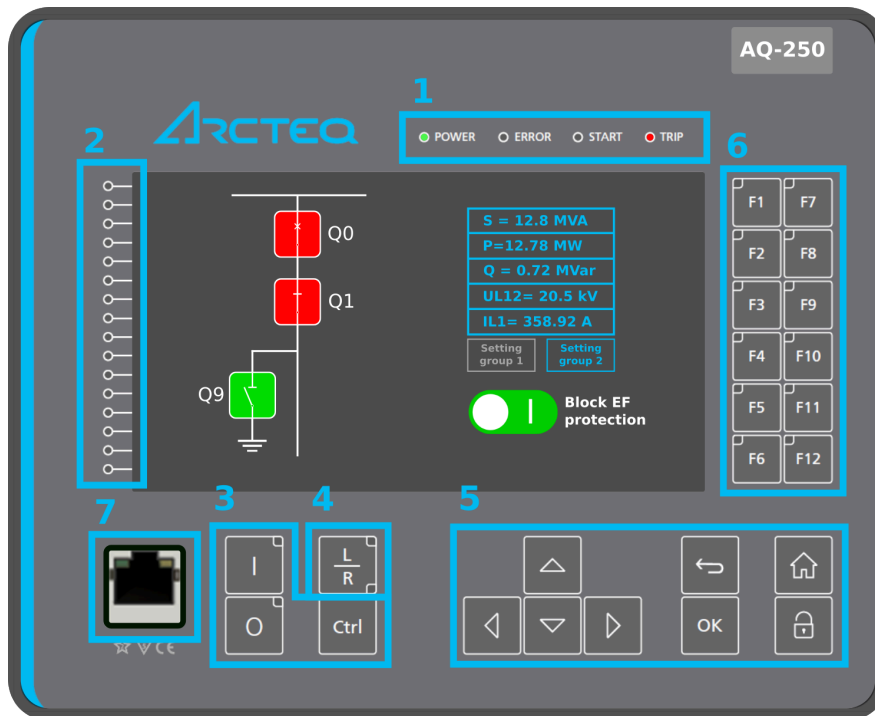 AQ-250
1
ARCTEQ
POWER ERROR START TRIP
2
6
F1 F7
F2 F8
F3 F9
F4 F10
F5 F11
F6 F12
Q0
Q1
Q9
S = 12.8 MVA
P=12.78 MW
Q = 0.72 MVar
UL12= 20.5 kV
IL1= 358.92 A
Setting
group 1
Setting
group 2
Block EF
protection
7
3
4
5
I
L
R
O
Ctrl
OK
CE